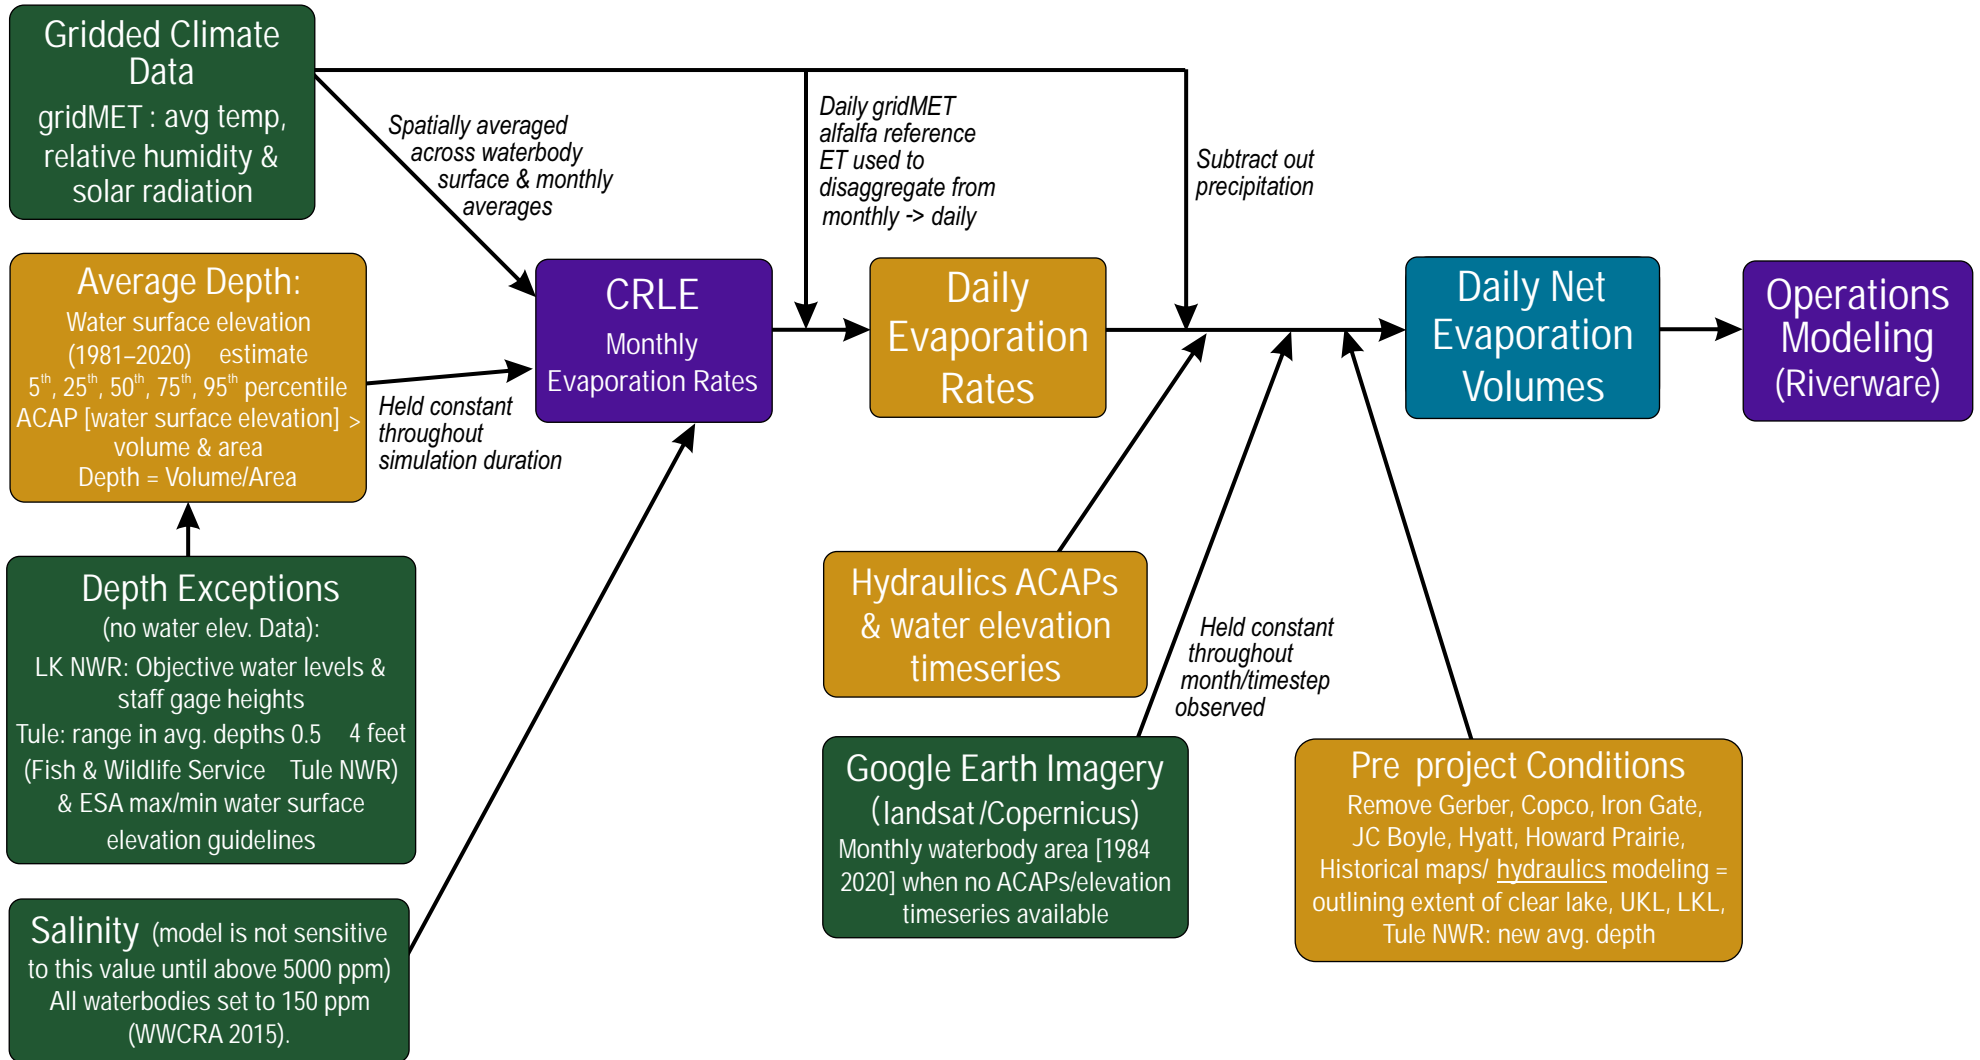 Gridded Climate
Data
gridMET : avg temp,
relative humidity &
solar radiation
Spatially averaged
across waterbody
surface & monthly
averages
Daily gridMET
alfalfa reference
ET used to
disaggregate from
monthly -> daily
Subtract out
precipitation
Average Depth:
Water surface elevation
(1981–2020) estimate
5th, 25th, 50th, 75th, 95th percentile
ACAP [water surface elevation] >
volume & area
Depth = Volume/Area
Held constant
throughout
simulation duration
CRLE
Monthly
Evaporation Rates
Daily
Evaporation
Rates
Daily Net
Evaporation
Volumes
Operations
Modeling
(Riverware)
Depth Exceptions
(no water elev. Data):
LK NWR: Objective water levels &
staff gage heights
Tule: range in avg. depths 0.5 4 feet
(Fish & Wildlife Service Tule NWR)
& ESA max/min water surface
elevation guidelines
Hydraulics ACAPs
& water elevation
timeseries
Held constant
throughout
month/timestep
observed
Google Earth Imagery
(landsat/Copernicus)
Monthly waterbody area [1984
2020] when no ACAPs/elevation
timeseries available
Pre project Conditions
Remove Gerber, Copco, Iron Gate,
JC Boyle, Hyatt, Howard Prairie,
Historical maps/ hydraulics modeling =
outlining extent of clear lake, UKL, LKL,
Tule NWR: new avg. depth
Salinity (model is not sensitive
to this value until above 5000 ppm)
All waterbodies set to 150 ppm
(WWCRA 2015).